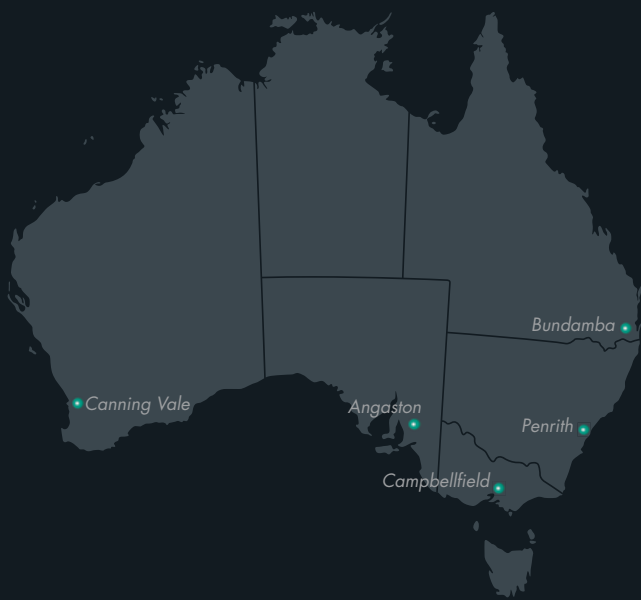 Bundamba
Canning Vale
Angaston
Penrith
Campbellfield